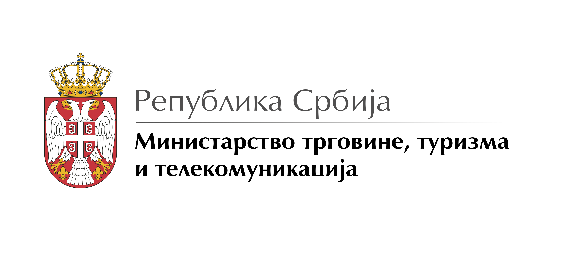 Република Србија
Министарство трговине, туризма
и телекомуникација